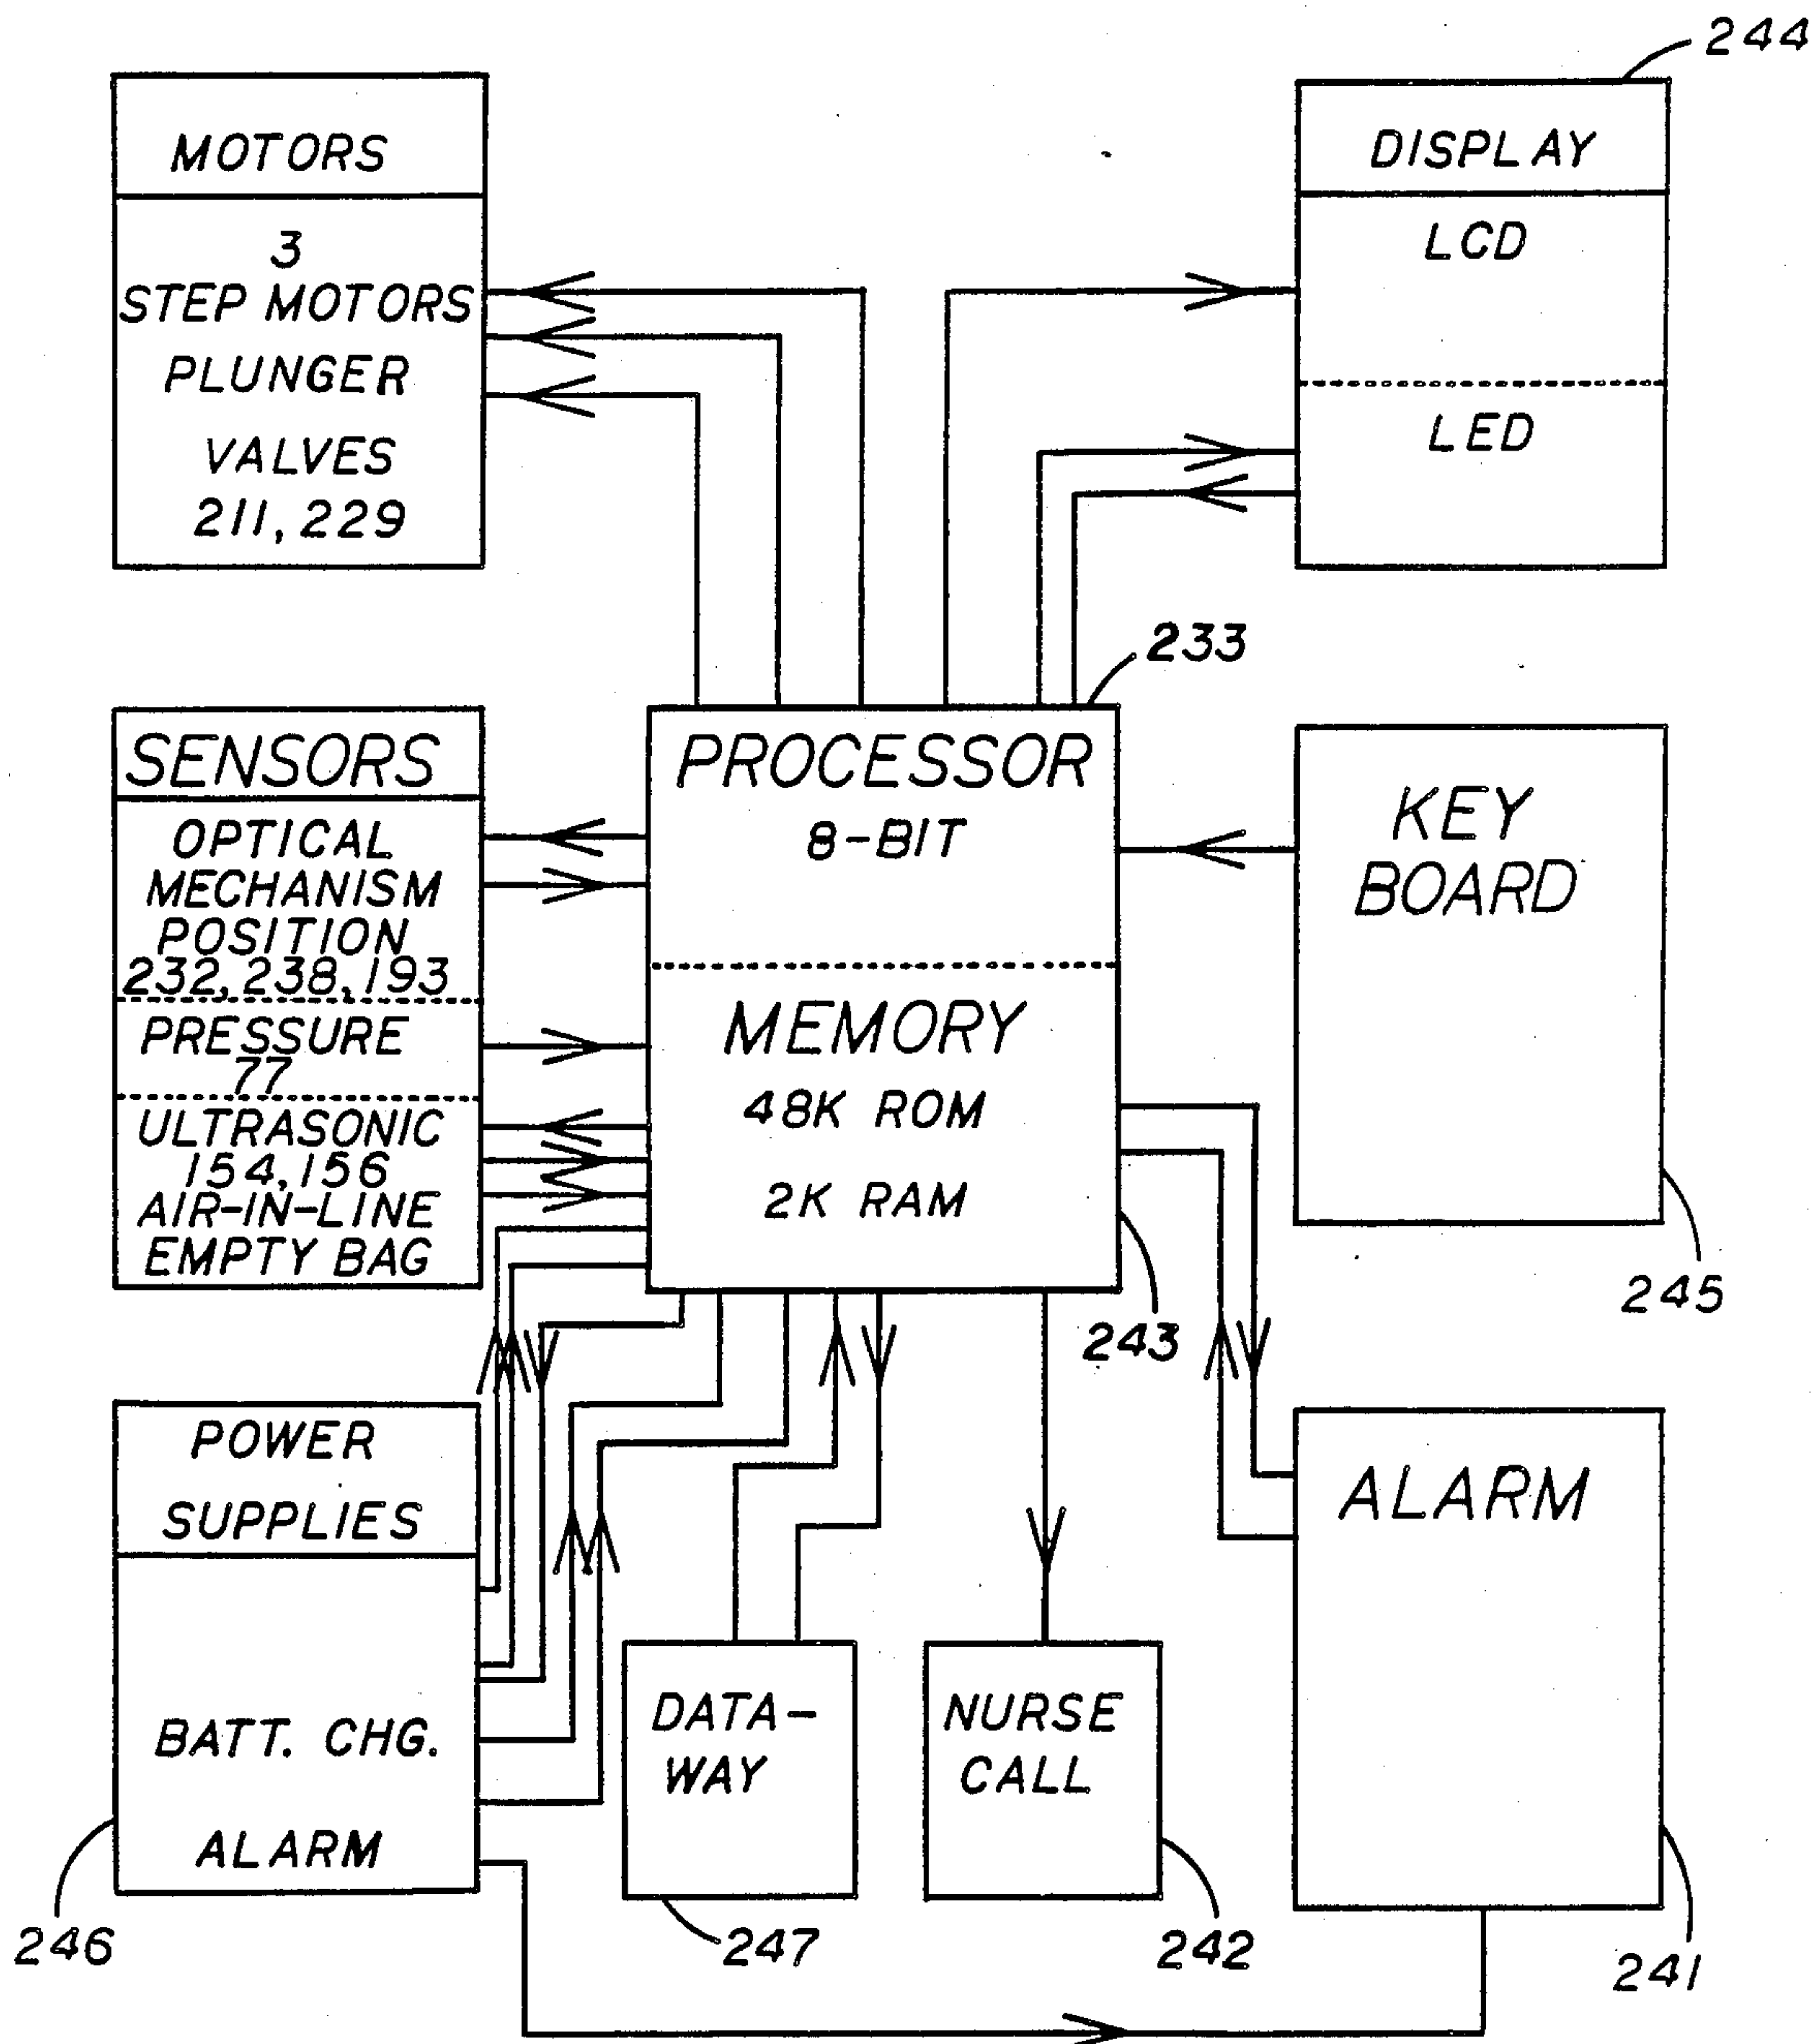 244
MOTORS
3
STEP MOTORS
PLUNGER
VALVES
211, 229
DISPLAY
LCD
LED
233
SENSORS
OPTICAL
MECHANISM
POSITION
232, 238, 193
PRESSURE
77
ULTRASONIC
154, 156
AIR-IN-LINE
EMPTY BAG
PROCESSOR
8-BIT
MEMORY
48K ROM
2K RAM
243
KEY
BOARD
245
POWER
SUPPLIES
BATT. CHG.
ALARM
246
DATA-
WAY
247
NURSE
CALL
242
ALARM
241